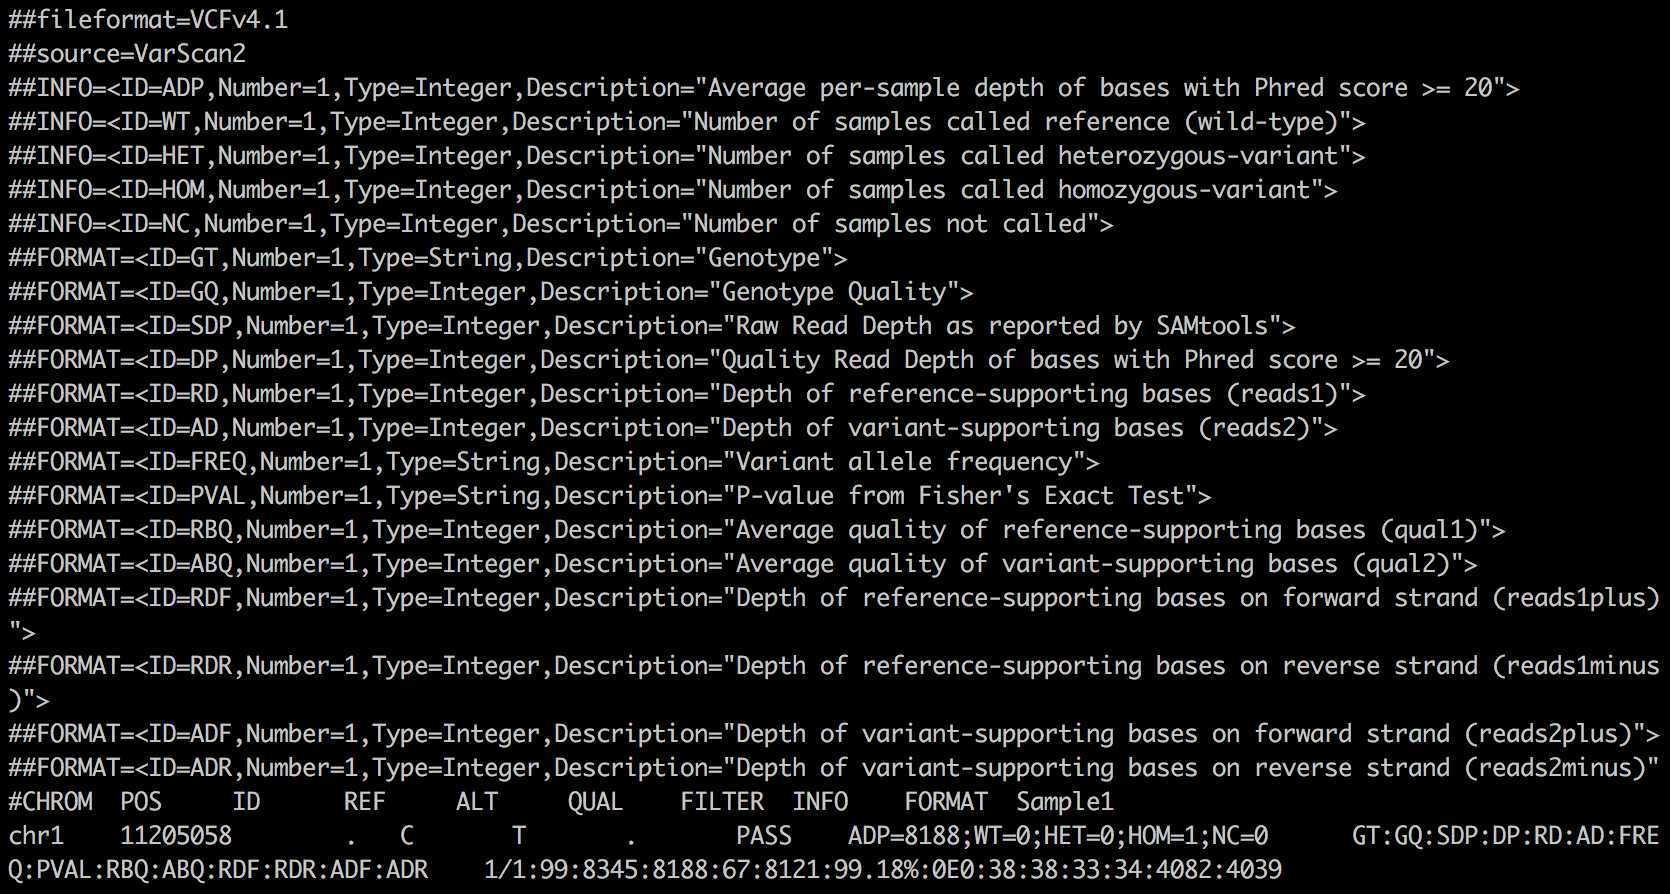 ##fileformat=VCFv4.1
##source=VarScan2
##INFO=<ID=ADP,Number=1,Type=Integer,Description="Average per-sample depth of bases with Phred score >= 20">
##INFO=<ID=WT,Number=1,Type=Integer,Description="Number of samples called reference (wild-type)">
##INFO=<ID=HET,Number=1,Type=Integer,Description="Number of samples called heterozygous-variant">
##INFO=<ID=HOM,Number=1,Type=Integer,Description="Number of samples called homozygous-variant">
##INFO=<ID=NC,Number=1,Type=Integer,Description="Number of samples not called">
##FORMAT=<ID=GT,Number=1,Type=String,Description="Genotype">
##FORMAT=<ID=GQ,Number=1,Type=Integer,Description="Genotype Quality">
##FORMAT=<ID=SDP,Number=1,Type=Integer,Description="Raw Read Depth as reported by SAMtools">
##FORMAT=<ID=DP,Number=1,Type=Integer,Description="Quality Read Depth of bases with Phred score >= 20">
##FORMAT=<ID=RD,Number=1,Type=Integer,Description="Depth of reference-supporting bases (reads1)">
##FORMAT=<ID=AD,Number=1,Type=Integer,Description="Depth of variant-supporting bases (reads2)">
##FORMAT=<ID=FREQ,Number=1,Type=String,Description="Variant allele frequency">
##FORMAT=<ID=PVAL,Number=1,Type=String,Description="P-value from Fisher's Exact Test">
##FORMAT=<ID=RBQ,Number=1,Type=Integer,Description="Average quality of reference-supporting bases (qual1)">
##FORMAT=<ID=ABQ,Number=1,Type=Integer,Description="Average quality of variant-supporting bases (qual2)">
##FORMAT=<ID=RDF,Number=1,Type=Integer,Description="Depth of reference-supporting bases on forward strand (reads1plus)
">
##FORMAT=<ID=RDR,Number=1,Type=Integer,Description="Depth of reference-supporting bases on reverse strand (reads1minus
)">
##FORMAT=<ID=ADF,Number=1,Type=Integer,Description="Depth of variant-supporting bases on forward strand (reads2plus)">
##FORMAT=<ID=ADR,Number=1,Type=Integer,Description="Depth of variant-supporting bases on reverse strand (reads2minus)"
#CHROM  POS     ID      REF     ALT     QUAL    FILTER  INFO    FORMAT  Sample1
chr1    11205058        .   C       T       .       PASS    ADP=8188;WT=0;HET=0;HOM=1;NC=0      GT:GQ:SDP:DP:RD:AD:FRE
Q:PVAL:RBQ:ABQ:RDF:RDR:ADF:ADR    1/1:99:8345:8188:67:8121:99.18%:0E0:38:38:33:34:4082:4039